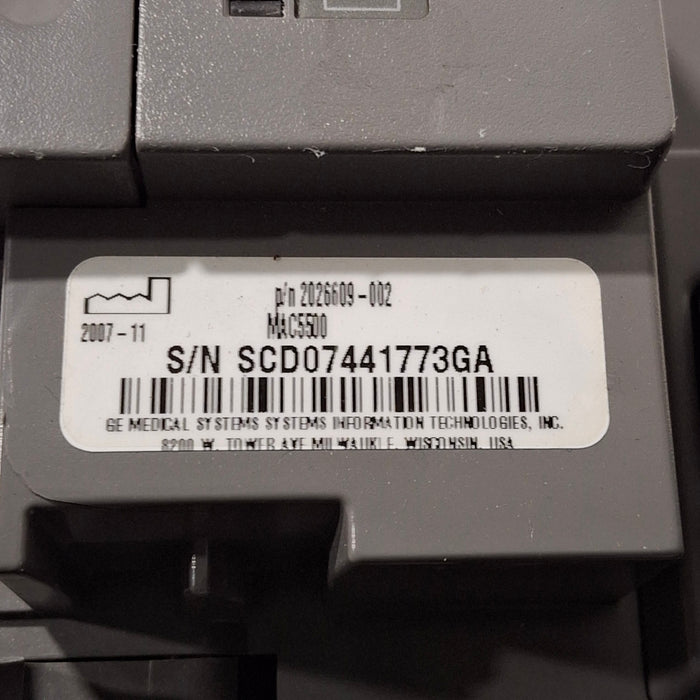 p/n 2026609-002
MAC5500
2007-11
S/N SCD07441773GA
GE MEDICAL SYSTEMS SYSTEMS INFORMATION TECHNOLOGIES, INC.
8200 W. TOWER AVE MILWAUKEE, WISCONSIN, USA